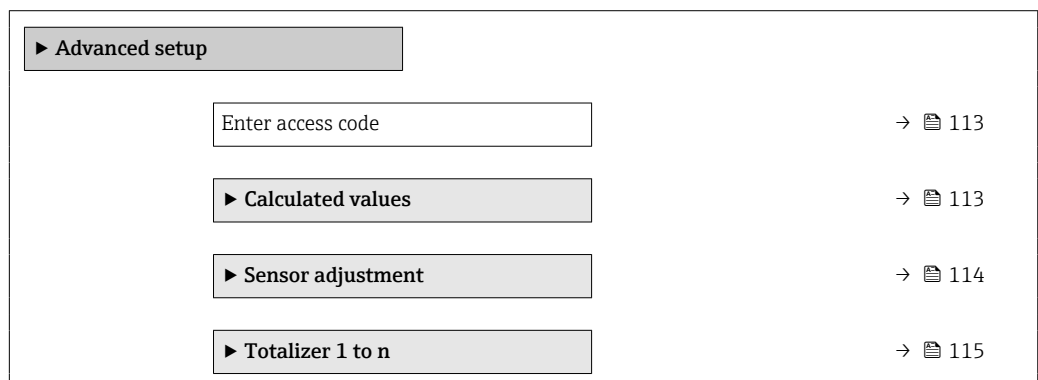 ▶ Advanced setup
Enter access code → 113
▶ Calculated values → 113
▶ Sensor adjustment → 114
▶ Totalizer 1 to n → 115